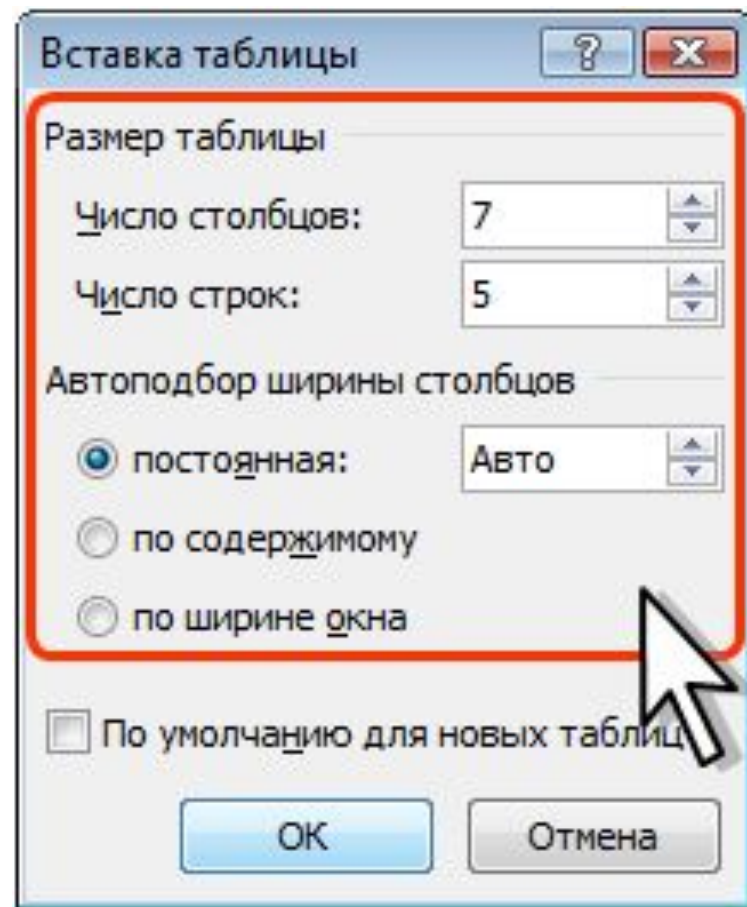 Вставка таблицы
Размер таблицы
Число столбцов: 7
Число строк: 5
Автоподбор ширины столбцов
постоянная: Авто
по содержимому
по ширине окна
По умолчанию для новых таблиц
ОК Отмена